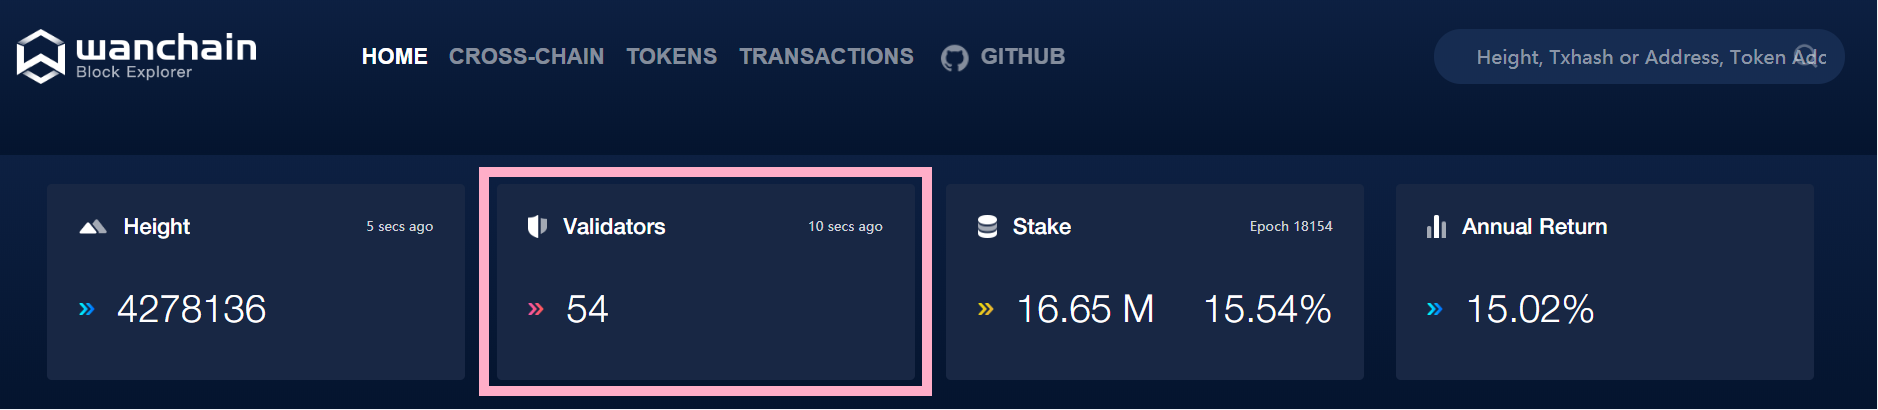 wanchain
Block Explorer
HOME CROSS-CHAIN TOKENS TRANSACTIONS GITHUB
Height, Txhash or Address, Token Adc
Height 5 secs ago
4278136
Validators 10 secs ago
54
Stake Epoch 18154
16.65 M 15.54%
Annual Return
15.02%